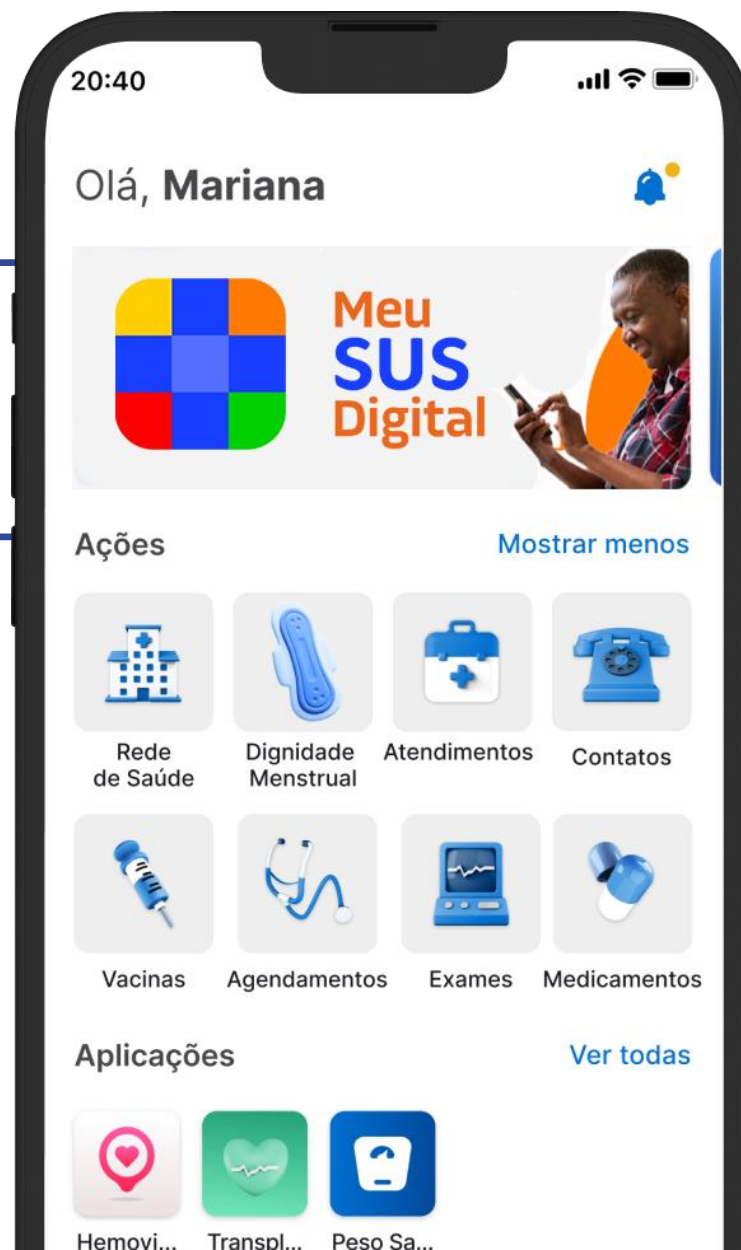 20:40
Olá, Mariana
Meu
SUS
Digital
Ações
Mostrar menos
Rede
de Saúde
Dignidade
Menstrual
Atendimentos
Contatos
Vacinas
Agendamentos
Exames
Medicamentos
Aplicações
Ver todas
Hemovi...
Transpl...
Peso Sa...